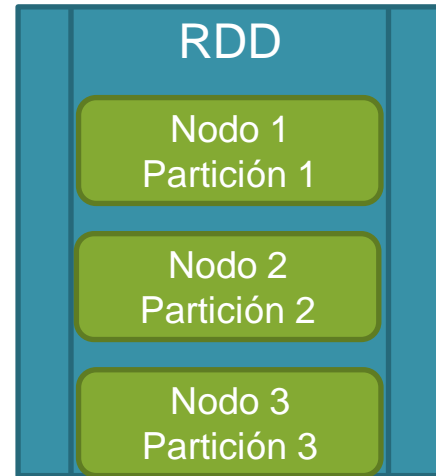 RDD
Nodo 1
Partición 1
Nodo 2
Partición 2
Nodo 3
Partición 3